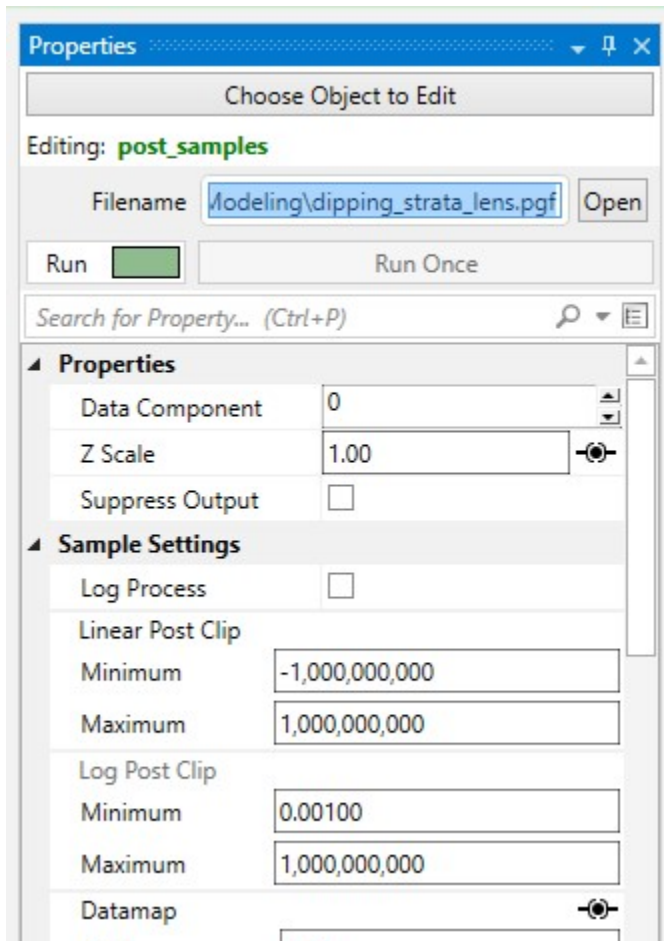 Properties
Choose Object to Edit
Editing: post_samples
Filename Modeling\dipping_strata_lens.pgf Open
Run Run Once
Search for Property... (Ctrl+P)
Properties
Data Component 0
Z Scale 1.00
Suppress Output
Sample Settings
Log Process
Linear Post Clip
Minimum -1,000,000,000
Maximum 1,000,000,000
Log Post Clip
Minimum 0.00100
Maximum 1,000,000,000
Datamap